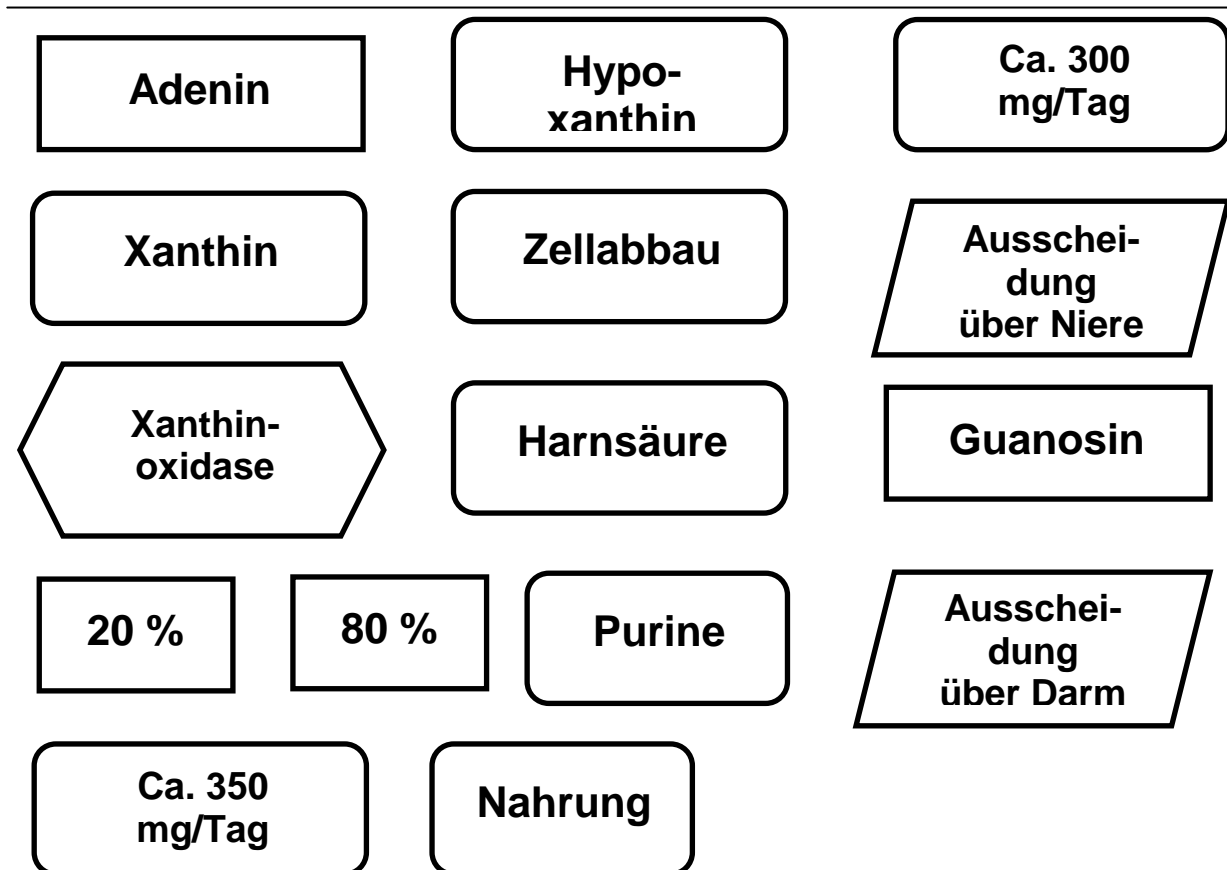 Adenin
Hypo-
xanthin
Ca. 300
mg/Tag
Xanthin
Zellabbau
Ausschei-
dung
über Niere
Xanthin-
oxidase
Harnsäure
Guanosin
20 %
80 %
Purine
Ausschei-
dung
über Darm
Ca. 350
mg/Tag
Nahrung